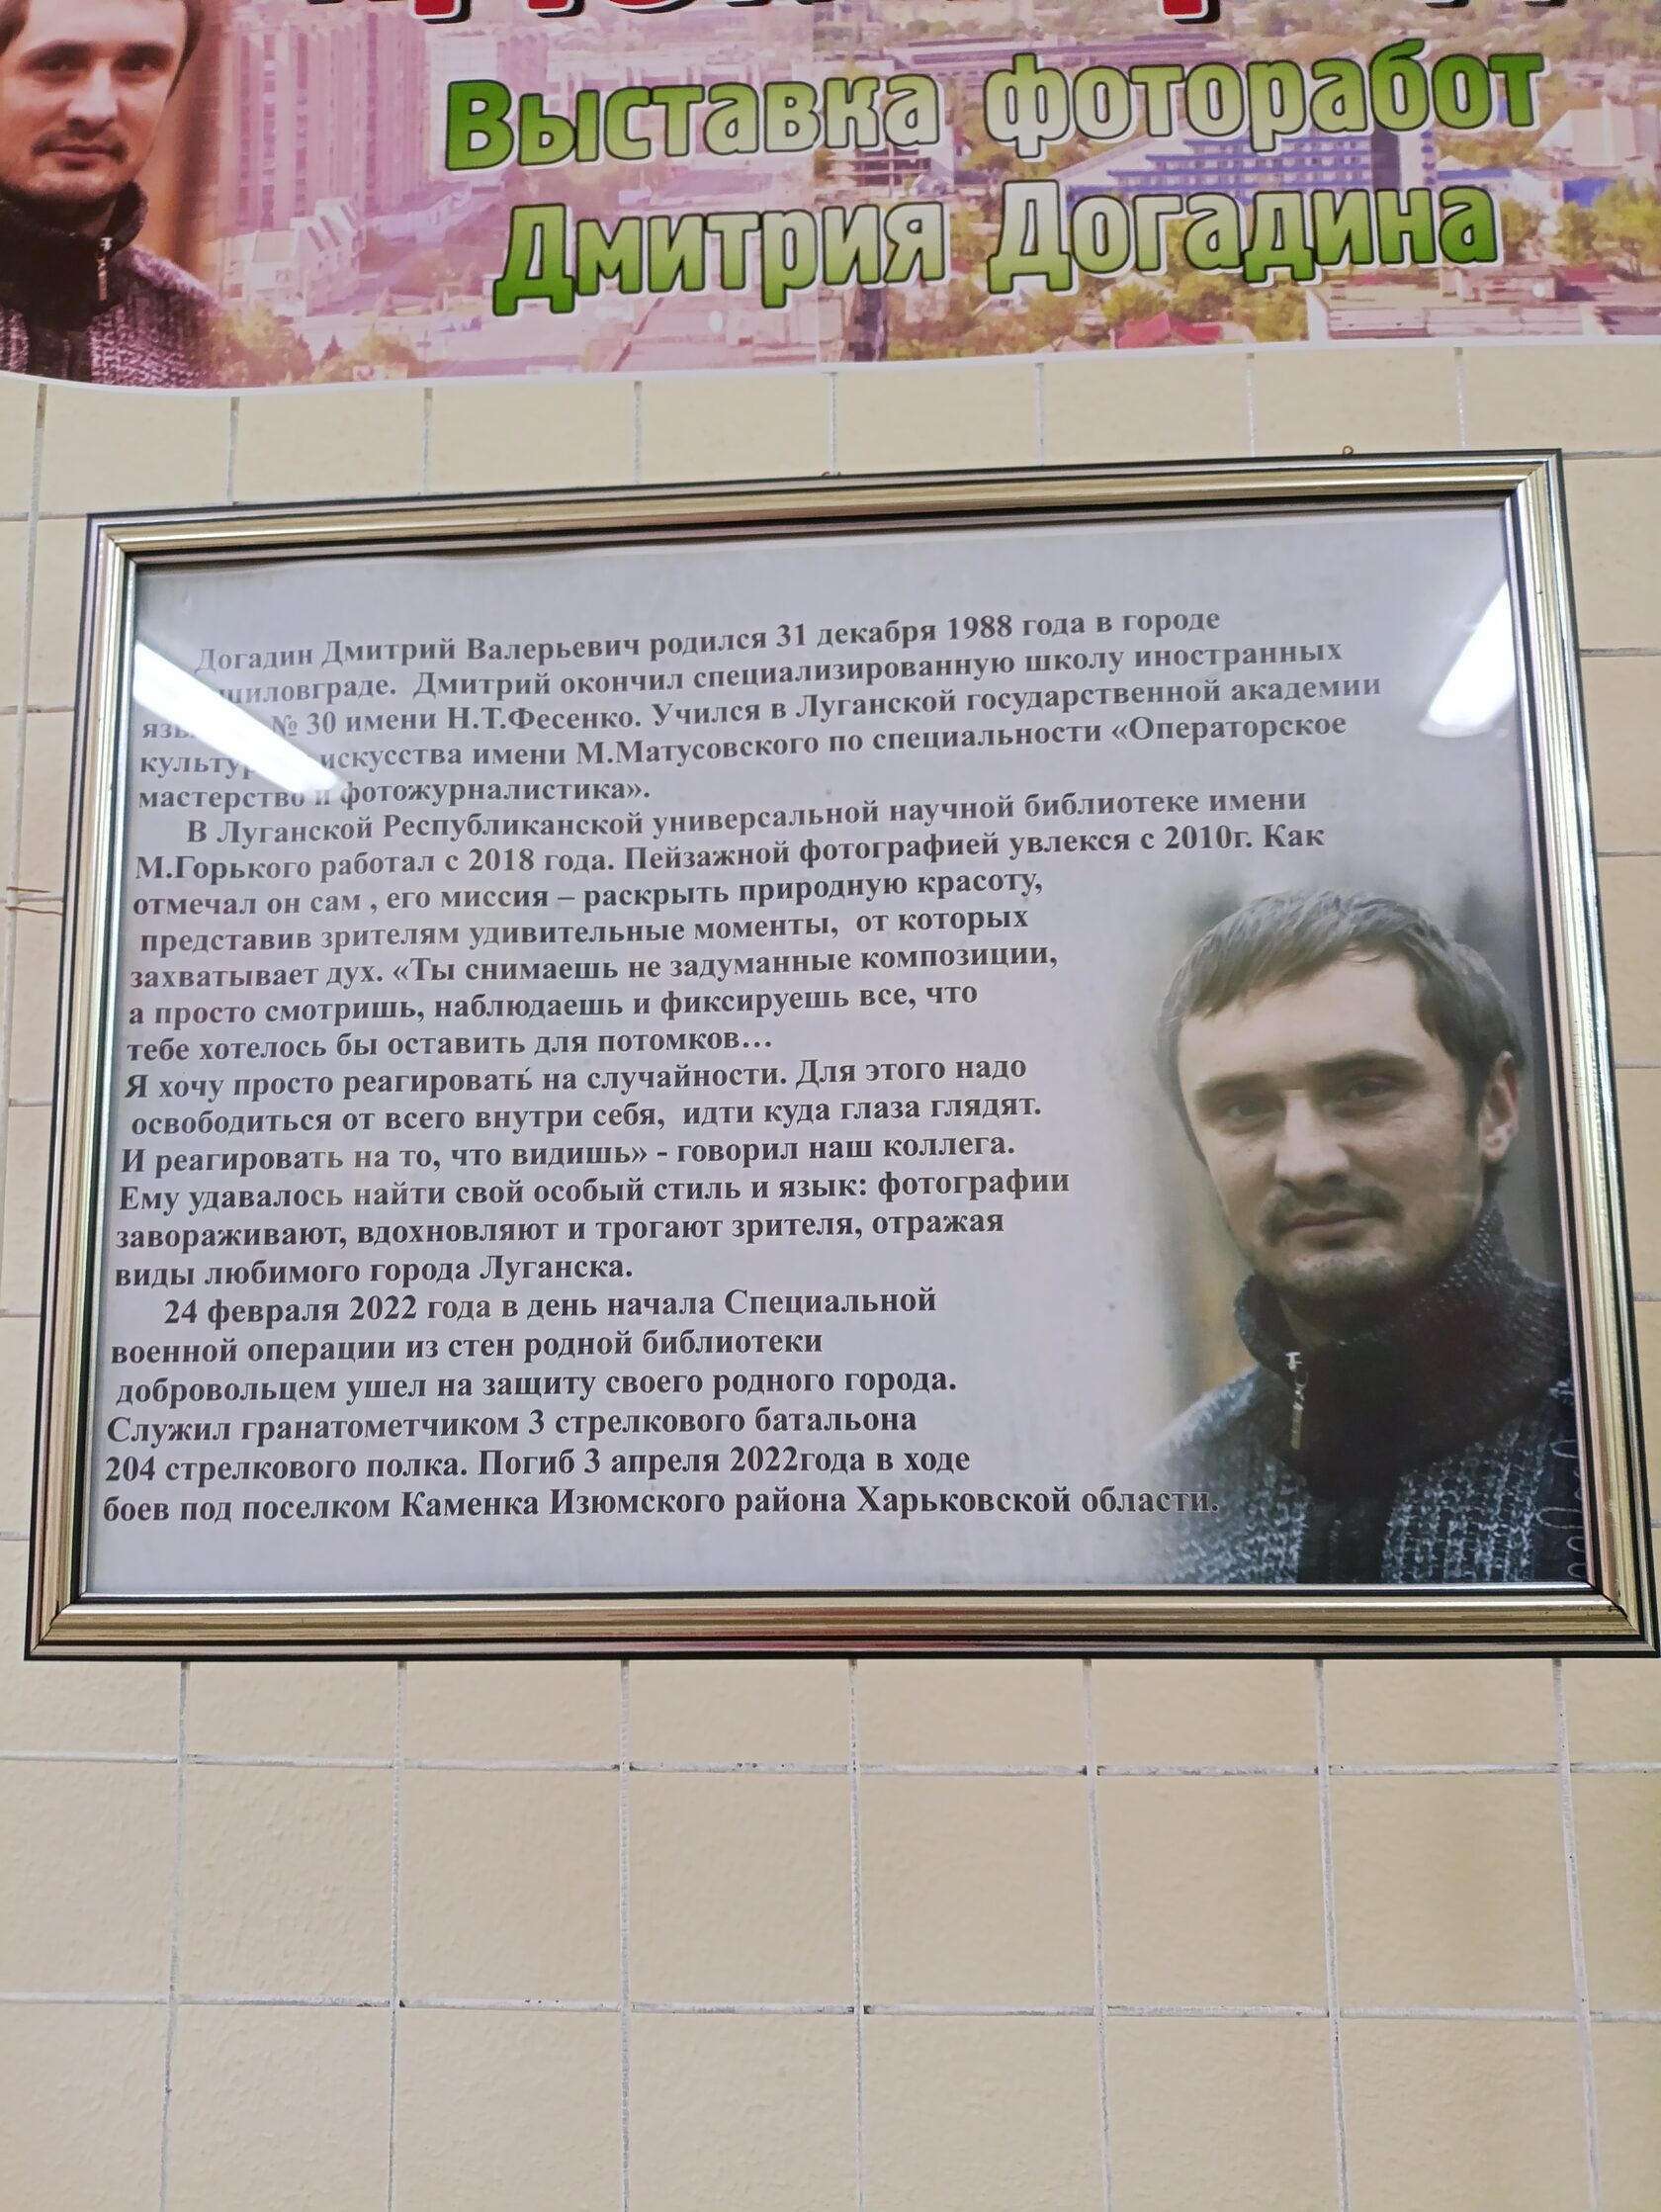 Выставка фоторабот
Дмитрия Догадина
Догадин Дмитрий Валерьевич родился 31 декабря 1988 года в городе
Дмитрий окончил специализированную школу иностранных
№ 30 имени Н.Т.Фесенко. Учился в Луганской государственной академии
искусства имени М.Матусовского по специальности «Операторское
мастерство и фотожурналистика».
В Луганской Республиканской универсальной научной библиотеке имени
М.Горького работал с 2018 года. Пейзажной фотографией увлекся с 2010г. Как
отмечал он сам , его миссия – раскрыть природную красоту,
представив зрителям удивительные моменты, от которых
захватывает дух. «Ты снимаешь не задуманные композиции,
а просто смотришь, наблюдаешь и фиксируешь все, что
тебе хотелось бы оставить для потомков…
Я хочу просто реагировать на случайности. Для этого надо
освободиться от всего внутри себя, идти куда глаза глядят.
И реагировать на то, что видишь» - говорил наш коллега.
Ему удавалось найти свой особый стиль и язык: фотографии
завораживают, вдохновляют и трогают зрителя, отражая
виды любимого города Луганска.
24 февраля 2022 года в день начала Специальной
военной операции из стен родной библиотеки
добровольцем ушел на защиту своего родного города.
Служил гранатометчиком 3 стрелкового батальона
204 стрелкового полка. Погиб 3 апреля 2022года в ходе
боев под поселком Каменка Изюмского района Харьковской области.